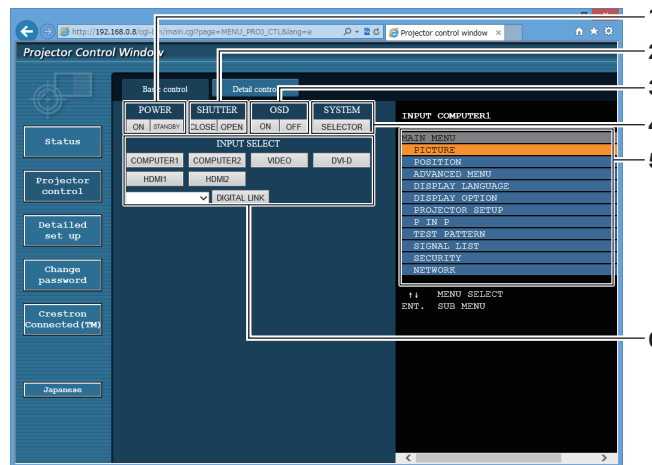 http://192.168.0.8/cgi-bin/main.cgi?page=MENU_PROJ_CTL&lang=e
Projector control window
Projector Control Window
Basic control
Detail control
POWER
SHUTTER
OSD
SYSTEM
ON
STANDBY
CLOSE
OPEN
ON
OFF
SELECTOR
INPUT SELECT
COMPUTER1
COMPUTER2
VIDEO
DVI-D
HDMI1
HDMI2
DIGITAL LINK
Status
Projector
control
Detailed
set up
Change
password
Crestron
Connected(TM)
Japanese
INPUT COMPUTER1
MAIN MENU
PICTURE
POSITION
ADVANCED MENU
DISPLAY LANGUAGE
DISPLAY OPTION
PROJECTOR SETUP
P IN P
TEST PATTERN
SIGNAL LIST
SECURITY
NETWORK
↑↓ MENU SELECT
ENT. SUB MENU
1
2
3
4
5
6